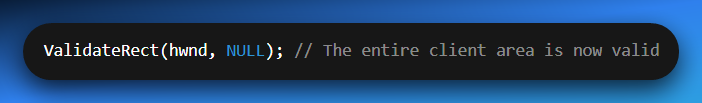 ValidateRect(hwnd, NULL); // The entire client area is now valid